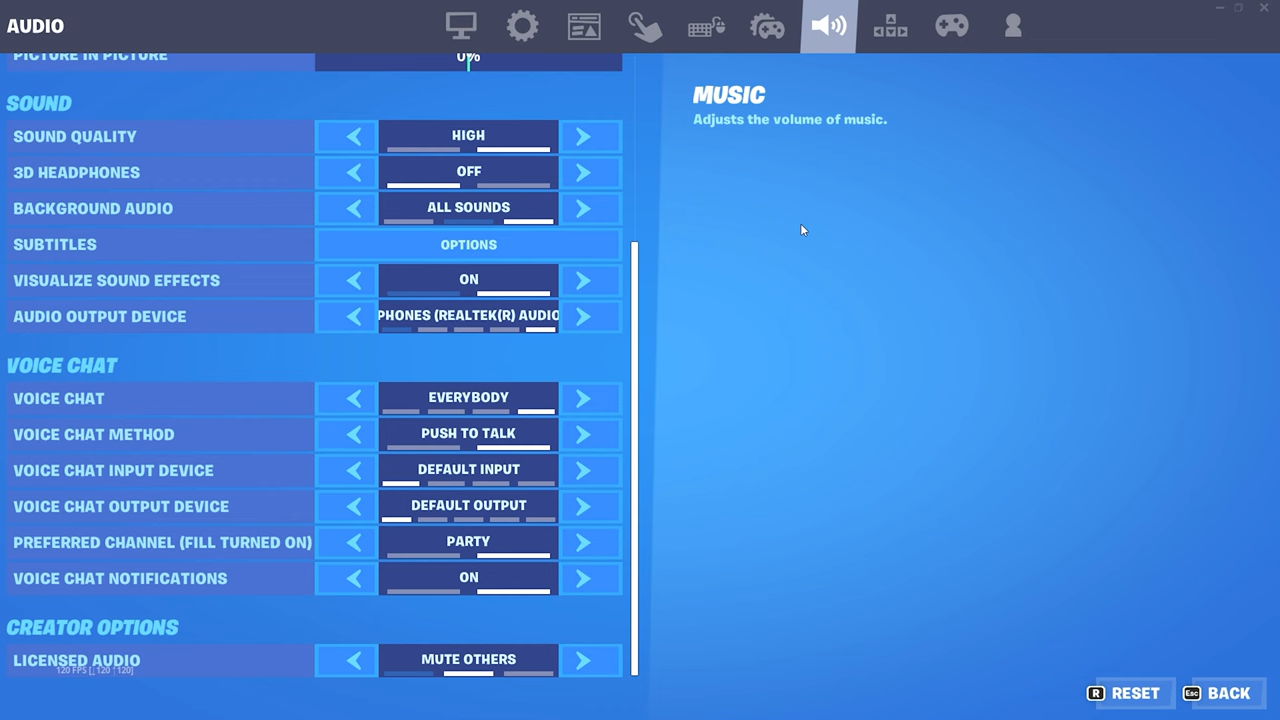 AUDIO
PICTURE IN PICTURE 0%
SOUND
SOUND QUALITY HIGH
3D HEADPHONES OFF
BACKGROUND AUDIO ALL SOUNDS
SUBTITLES OPTIONS
VISUALIZE SOUND EFFECTS ON
AUDIO OUTPUT DEVICE PHONES (REALTEK(R) AUDIO
VOICE CHAT
VOICE CHAT EVERYBODY
VOICE CHAT METHOD PUSH TO TALK
VOICE CHAT INPUT DEVICE DEFAULT INPUT
VOICE CHAT OUTPUT DEVICE DEFAULT OUTPUT
PREFERRED CHANNEL (FILL TURNED ON) PARTY
VOICE CHAT NOTIFICATIONS ON
CREATOR OPTIONS
LICENSED AUDIO MUTE OTHERS
120 FPS [↓120 ↑120]
MUSIC
Adjusts the volume of music.
R RESET Esc BACK